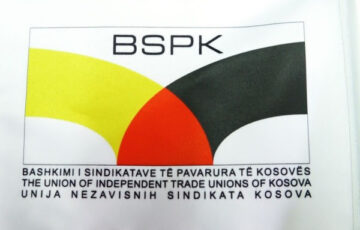 BSPK
BASHKIMI I SINDIKATAVE TË PAVARURA TË KOSOVËS
THE UNION OF INDEPENDENT TRADE UNIONS OF KOSOVA
UNIJA NEZAVISNIH SINDIKATA KOSOVA